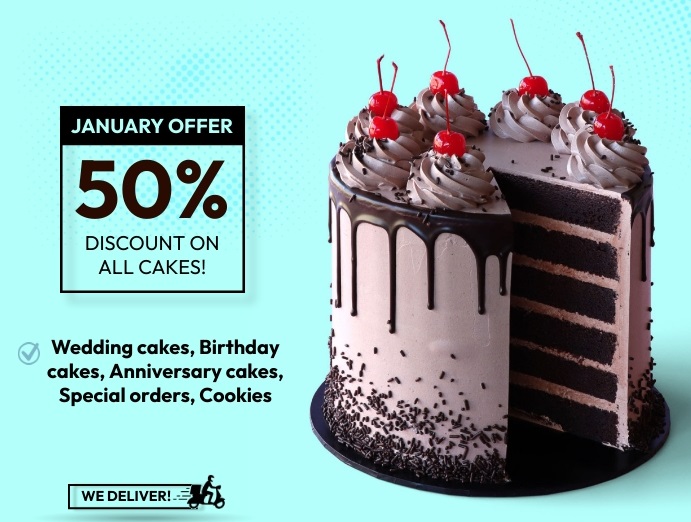 JANUARY OFFER
50%
DISCOUNT ON
ALL CAKES!
Wedding cakes, Birthday
cakes, Anniversary cakes,
Special orders, Cookies
WE DELIVER!